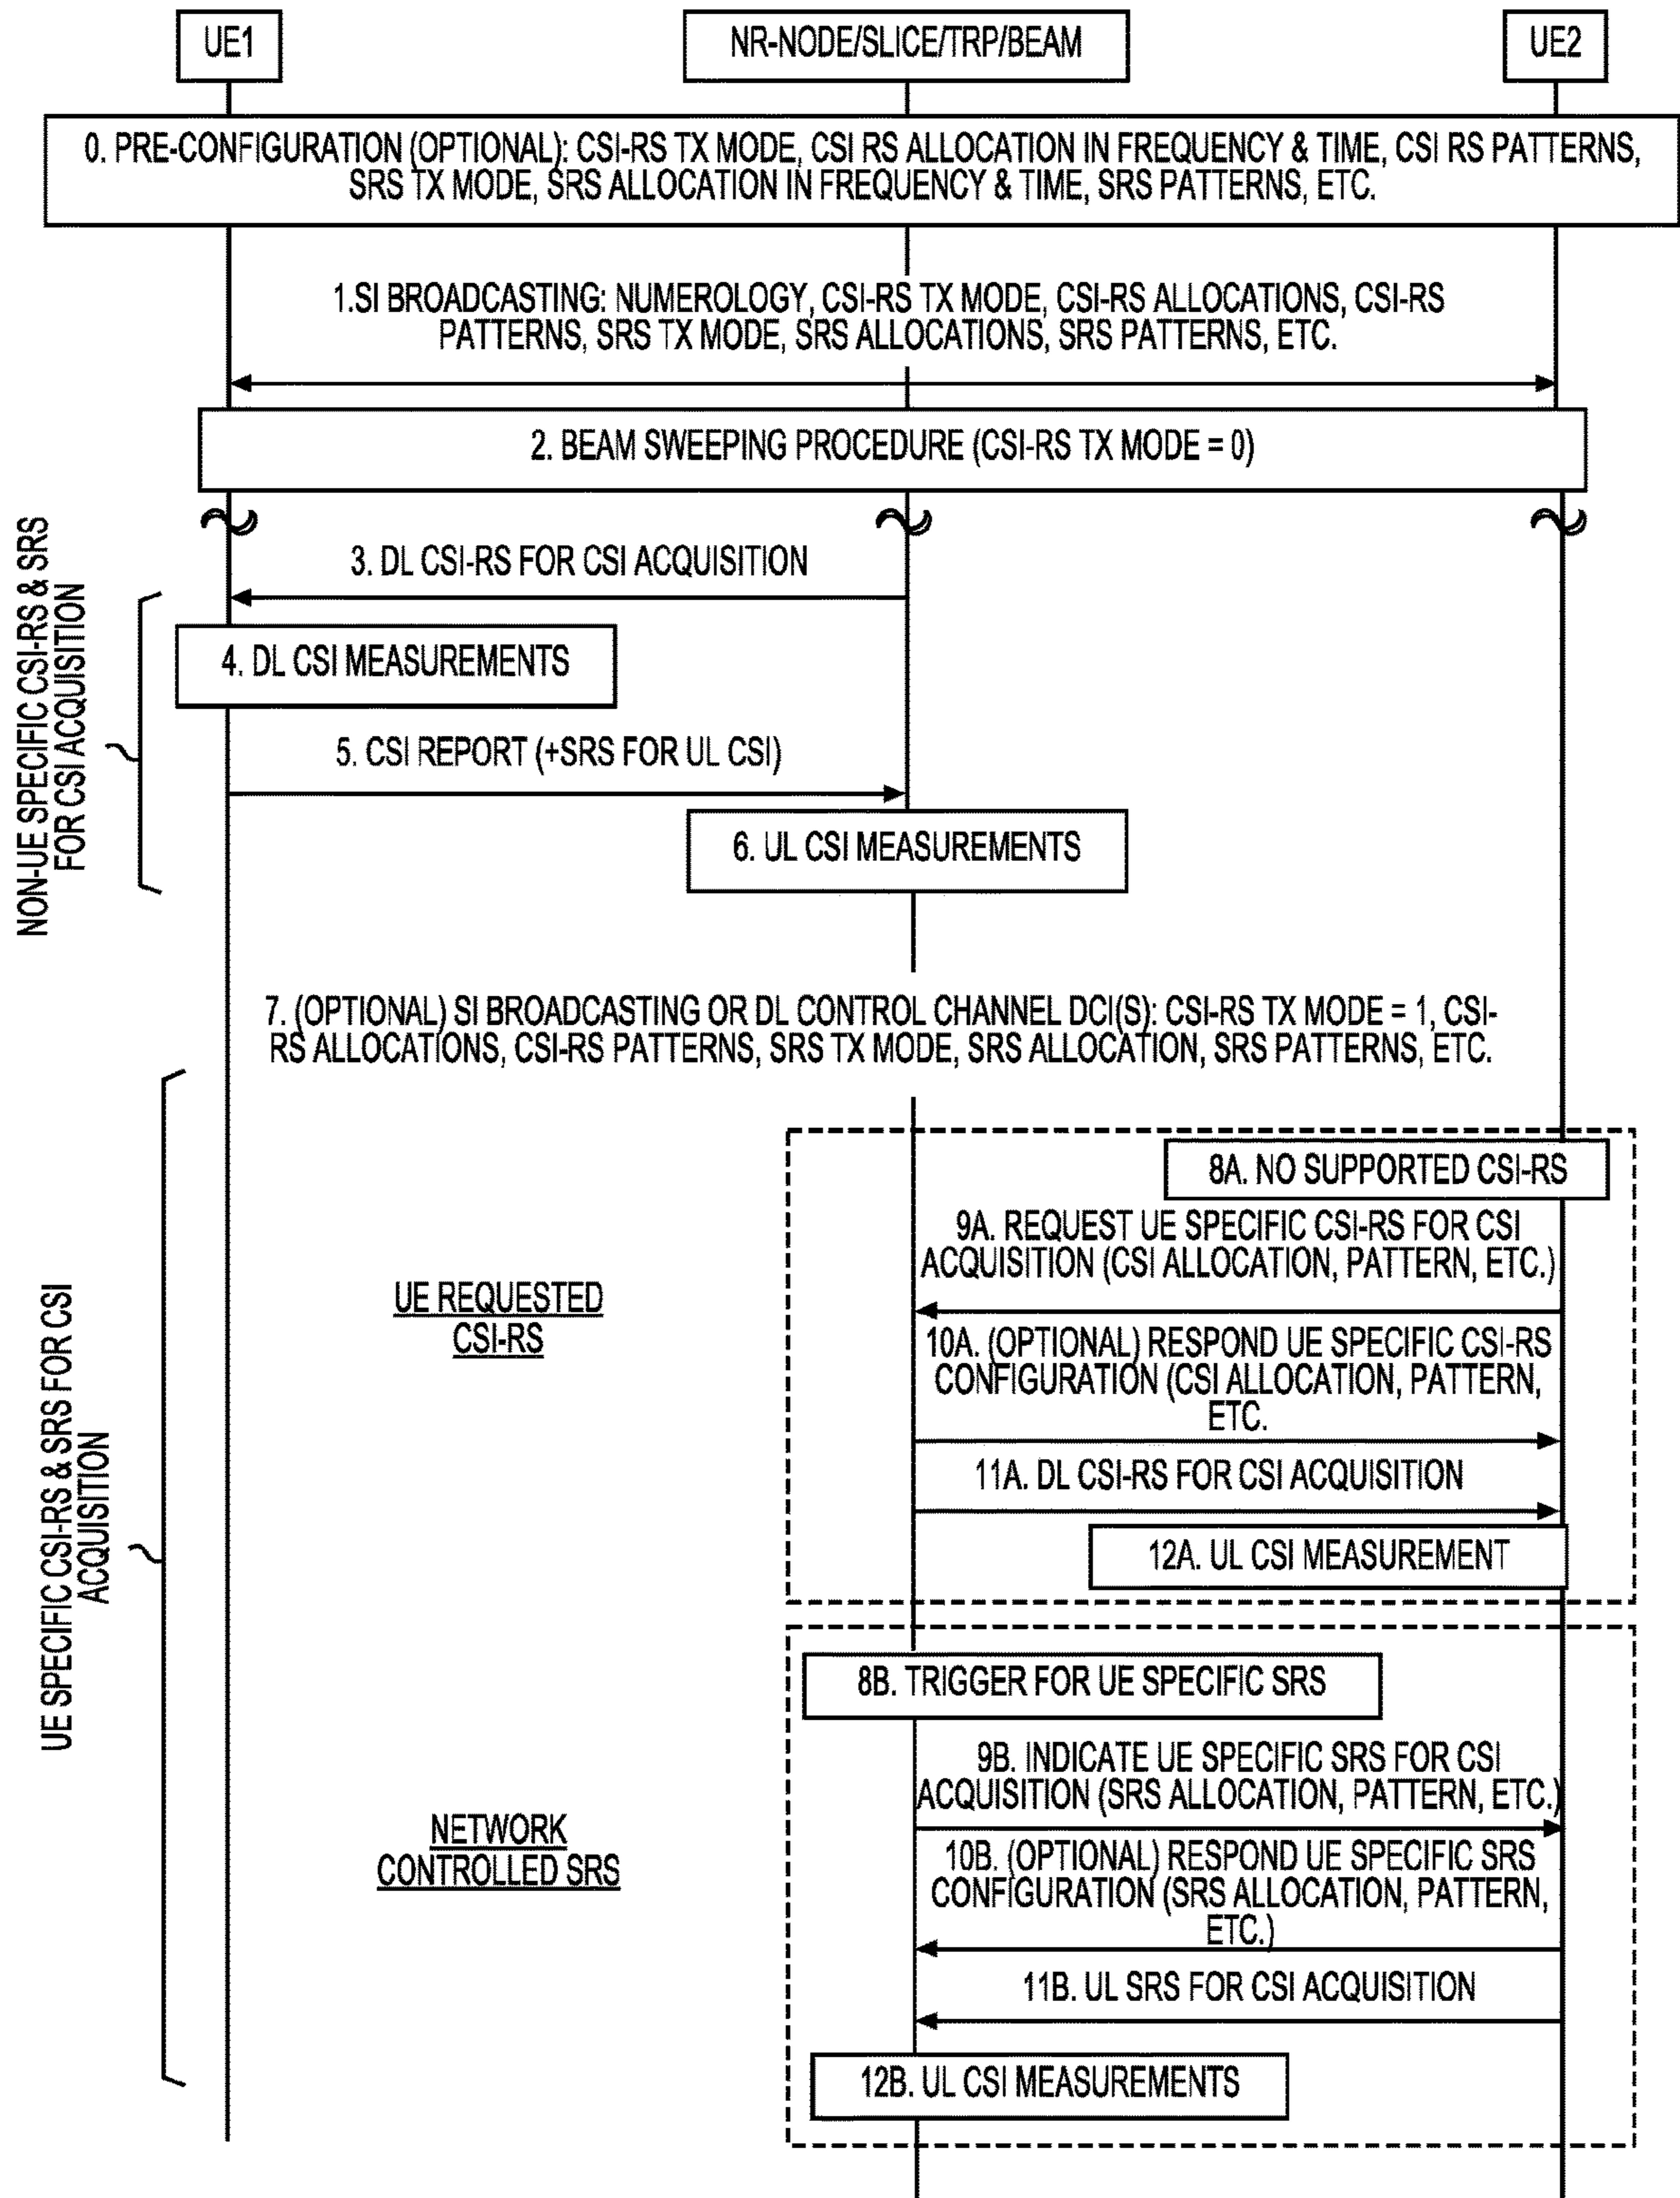 UE1
NR-NODE/SLICE/TRP/BEAM
UE2
0. PRE-CONFIGURATION (OPTIONAL): CSI-RS TX MODE, CSI RS ALLOCATION IN FREQUENCY & TIME, CSI RS PATTERNS,
SRS TX MODE, SRS ALLOCATION IN FREQUENCY & TIME, SRS PATTERNS, ETC.
1.SI BROADCASTING: NUMEROLOGY, CSI-RS TX MODE, CSI-RS ALLOCATIONS, CSI-RS
PATTERNS, SRS TX MODE, SRS ALLOCATIONS, SRS PATTERNS, ETC.
2. BEAM SWEEPING PROCEDURE (CSI-RS TX MODE = 0)
NON-UE SPECIFIC CSI-RS & SRS
FOR CSI ACQUISITION
3. DL CSI-RS FOR CSI ACQUISITION
4. DL CSI MEASUREMENTS
5. CSI REPORT (+SRS FOR UL CSI)
6. UL CSI MEASUREMENTS
7. (OPTIONAL) SI BROADCASTING OR DL CONTROL CHANNEL DCI(S): CSI-RS TX MODE = 1, CSI-
RS ALLOCATIONS, CSI-RS PATTERNS, SRS TX MODE, SRS ALLOCATION, SRS PATTERNS, ETC.
UE SPECIFIC CSI-RS & SRS FOR CSI
ACQUISITION
UE REQUESTED
CSI-RS
8A. NO SUPPORTED CSI-RS
9A. REQUEST UE SPECIFIC CSI-RS FOR CSI
ACQUISITION (CSI ALLOCATION, PATTERN, ETC.)
10A. (OPTIONAL) RESPOND UE SPECIFIC CSI-RS
CONFIGURATION (CSI ALLOCATION, PATTERN,
ETC.
11A. DL CSI-RS FOR CSI ACQUISITION
12A. UL CSI MEASUREMENT
NETWORK
CONTROLLED SRS
8B. TRIGGER FOR UE SPECIFIC SRS
9B. INDICATE UE SPECIFIC SRS FOR CSI
ACQUISITION (SRS ALLOCATION, PATTERN, ETC.)
10B. (OPTIONAL) RESPOND UE SPECIFIC SRS
CONFIGURATION (SRS ALLOCATION, PATTERN,
ETC.)
11B. UL SRS FOR CSI ACQUISITION
12B. UL CSI MEASUREMENTS